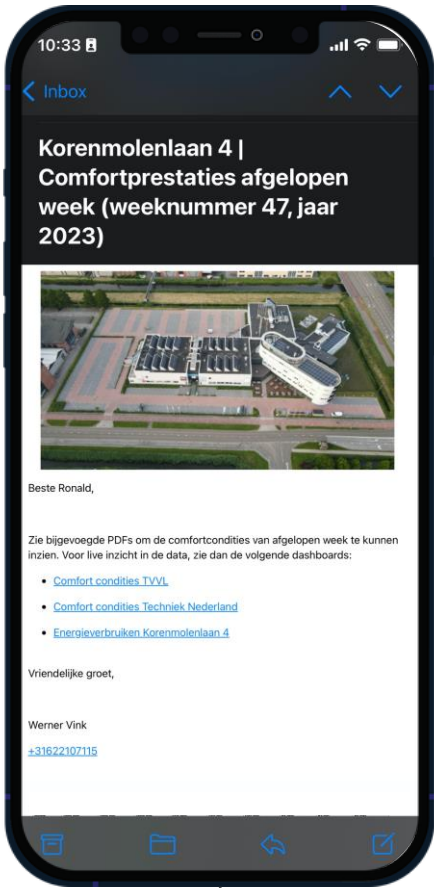 10:33
Inbox
Korenmolenlaan 4 |
Comfortprestaties afgelopen
week (weeknummer 47, jaar
2023)
Beste Ronald,
Zie bijgevoegde PDFs om de comfortcondities van afgelopen week te kunnen
inzien. Voor live inzicht in de data, zie dan de volgende dashboards:
• Comfort condities TVVL
• Comfort condities Techniek Nederland
• Energieverbruiken Korenmolenlaan 4
Vriendelijke groet,
Werner Vink
+31622107115